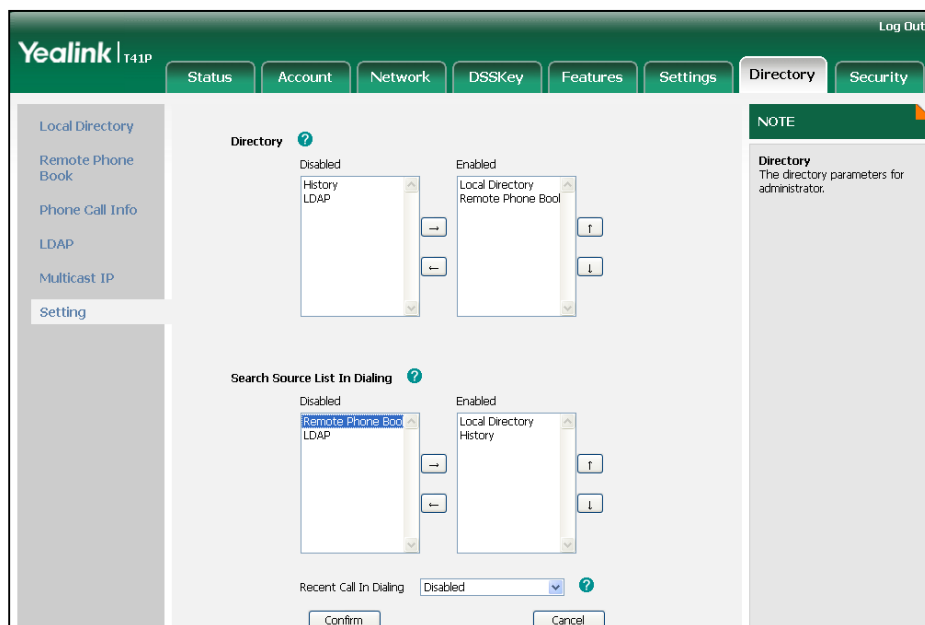 Log Out
Yealink T41P
Status Account Network DSSKey Features Settings Directory Security
Local Directory
Remote Phone
Book
Phone Call Info
LDAP
Multicast IP
Setting
Directory ?
Disabled Enabled
History
LDAP
Local Directory
Remote Phone Bool
→
←
↑
↓
Search Source List In Dialing ?
Disabled Enabled
Remote Phone Boo
LDAP
Local Directory
History
→
←
↑
↓
Recent Call In Dialing Disabled ?
Confirm Cancel
NOTE
Directory
The directory parameters for
administrator.